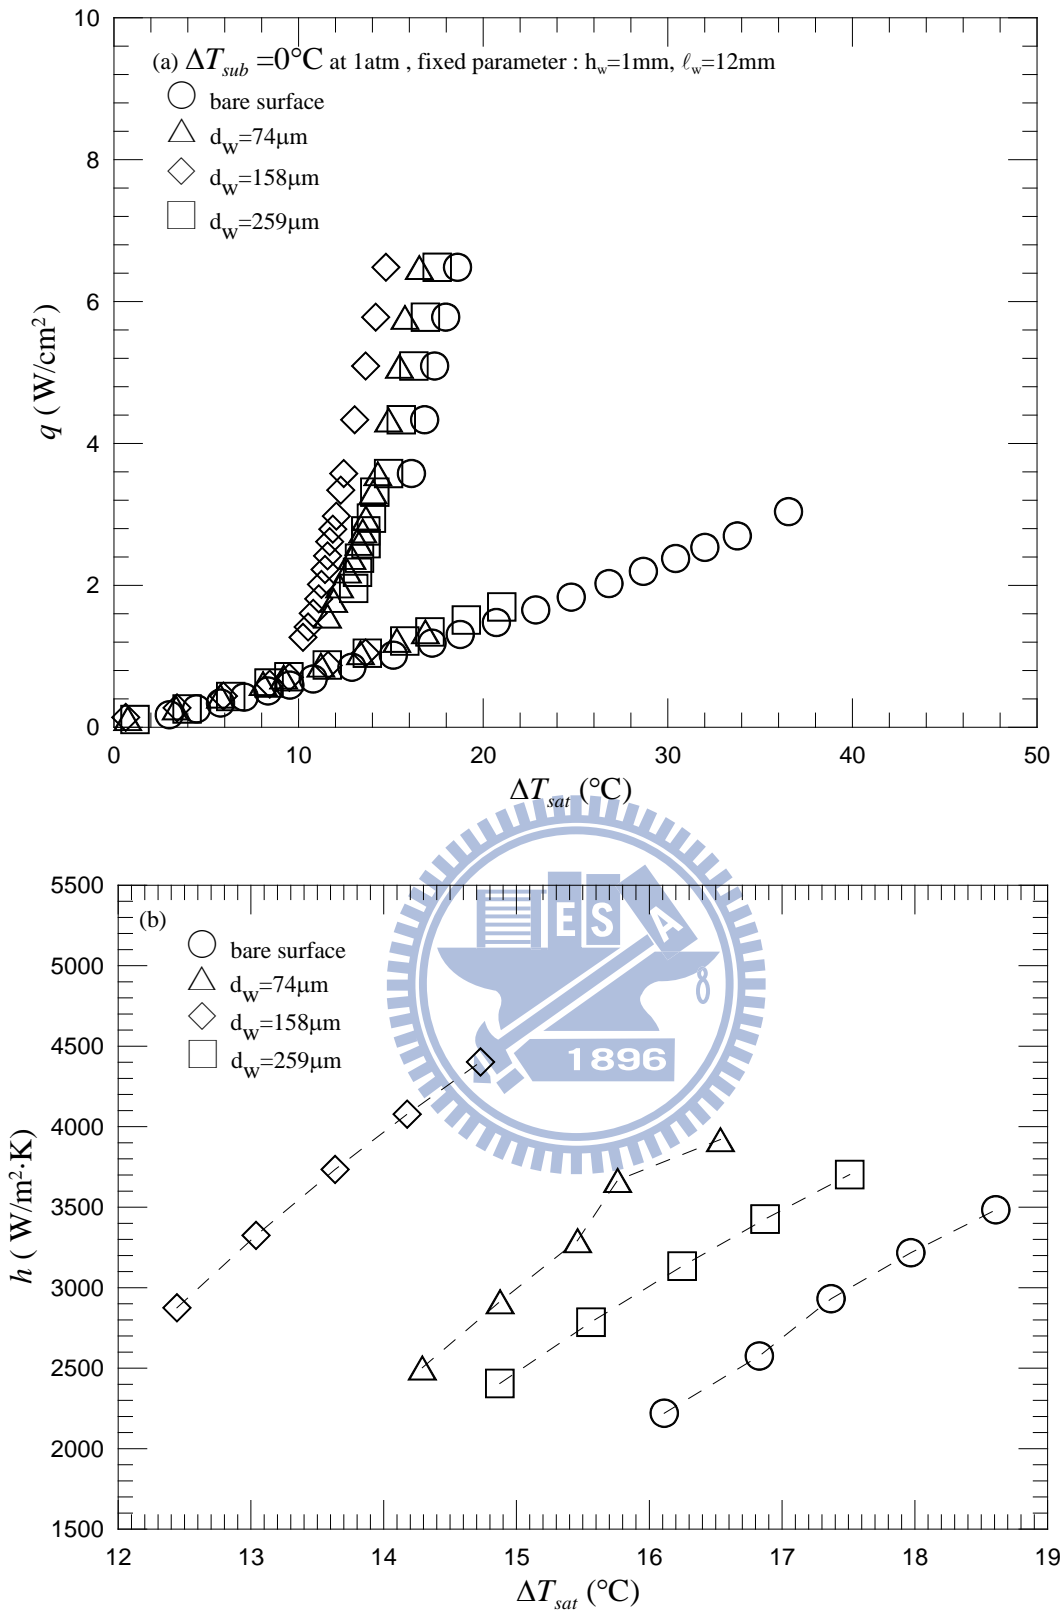 10
(a) ΔTsub =0°C at 1atm , fixed parameter : hw=1mm, ℓw=12mm
bare surface
dw=74μm
8
dw=158μm
dw=259μm
6
q ( W/cm²)
4
2
0
0 10 20 30 40 50
ΔTsat (°C)
5500
(b)
bare surface
5000
dw=74μm
dw=158μm
4500
dw=259μm
E S A
1896
4000
h ( W/m²·K)
3500
3000
2500
2000
1500
12 13 14 15 16 17 18 19
ΔTsat (°C)